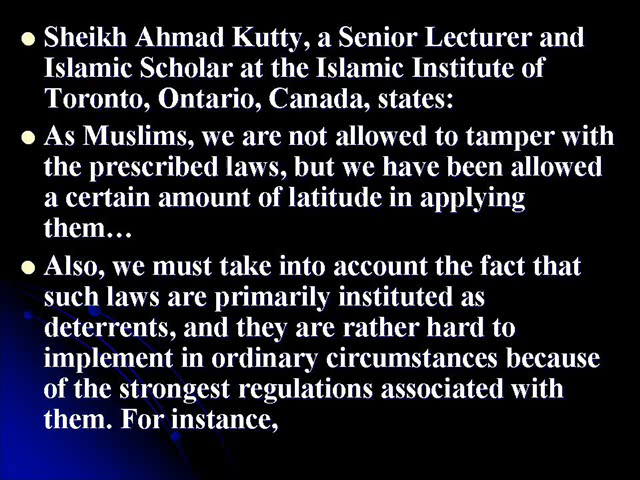 Sheikh Ahmad Kutty, a Senior Lecturer and
Islamic Scholar at the Islamic Institute of
Toronto, Ontario, Canada, states:
As Muslims, we are not allowed to tamper with
the prescribed laws, but we have been allowed
a certain amount of latitude in applying
them…
Also, we must take into account the fact that
such laws are primarily instituted as
deterrents, and they are rather hard to
implement in ordinary circumstances because
of the strongest regulations associated with
them. For instance,